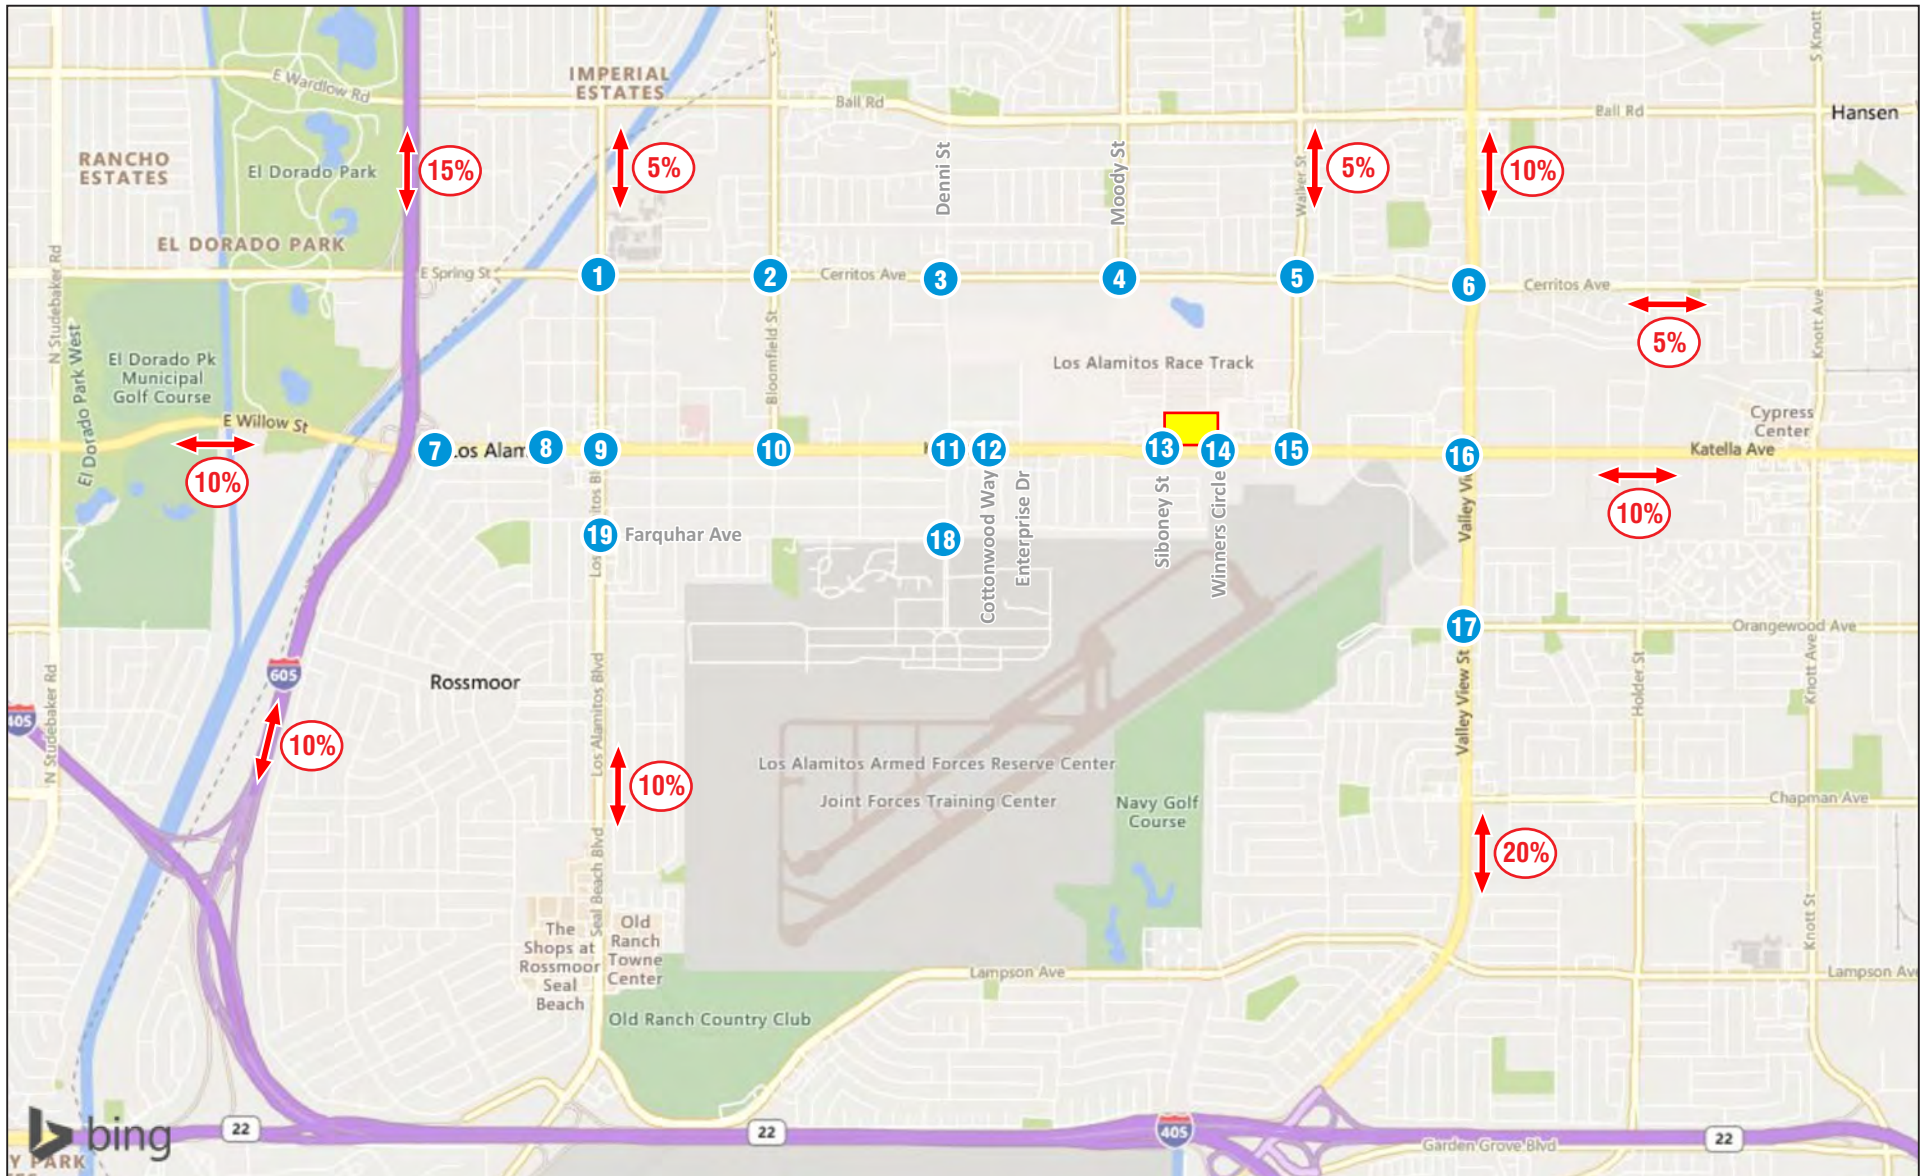 IMPERIAL
ESTATES
S Knott
E Wardlow Rd
Ball Rd
Ball Rd
Hansen
RANCHO
ESTATES
El Dorado Park
15%
5%
Denni St
Moody St
Walker St
5%
10%
EL DORADO PARK
N Studebaker Rd
E Spring St
1
2
Cerritos Ave
3
4
5
6
Cerritos Ave
5%
Knott Ave
El Dorado Park West
El Dorado Pk
Municipal
Golf Course
Bloomfield St
Los Alamitos Race Track
E Willow St
10%
Cypress
Center
7
8
9
10
11
12
13
14
15
16
Katella Ave
10%
Valley
19
Farquhar Ave
18
Cottonwood Way
Enterprise Dr
Siboney St
Winners Circle
17
Orangewood Ave
605
Rossmoor
405
N Studebaker Rd
10%
Los Alamitos Blvd
10%
Los Alamitos Armed Forces Reserve Center
Joint Forces Training Center
Navy Golf
Course
Valley View St
Holder St
Knott Ave
Chapman Ave
20%
Seal Beach Blvd
The
Shops at
Rossmoor
Seal
Beach
Old
Ranch
Towne
Center
Knott St
Lampson Ave
Lampson Av
Old Ranch Country Club
bing
22
22
405
Garden Grove Blvd
22
Y PARK